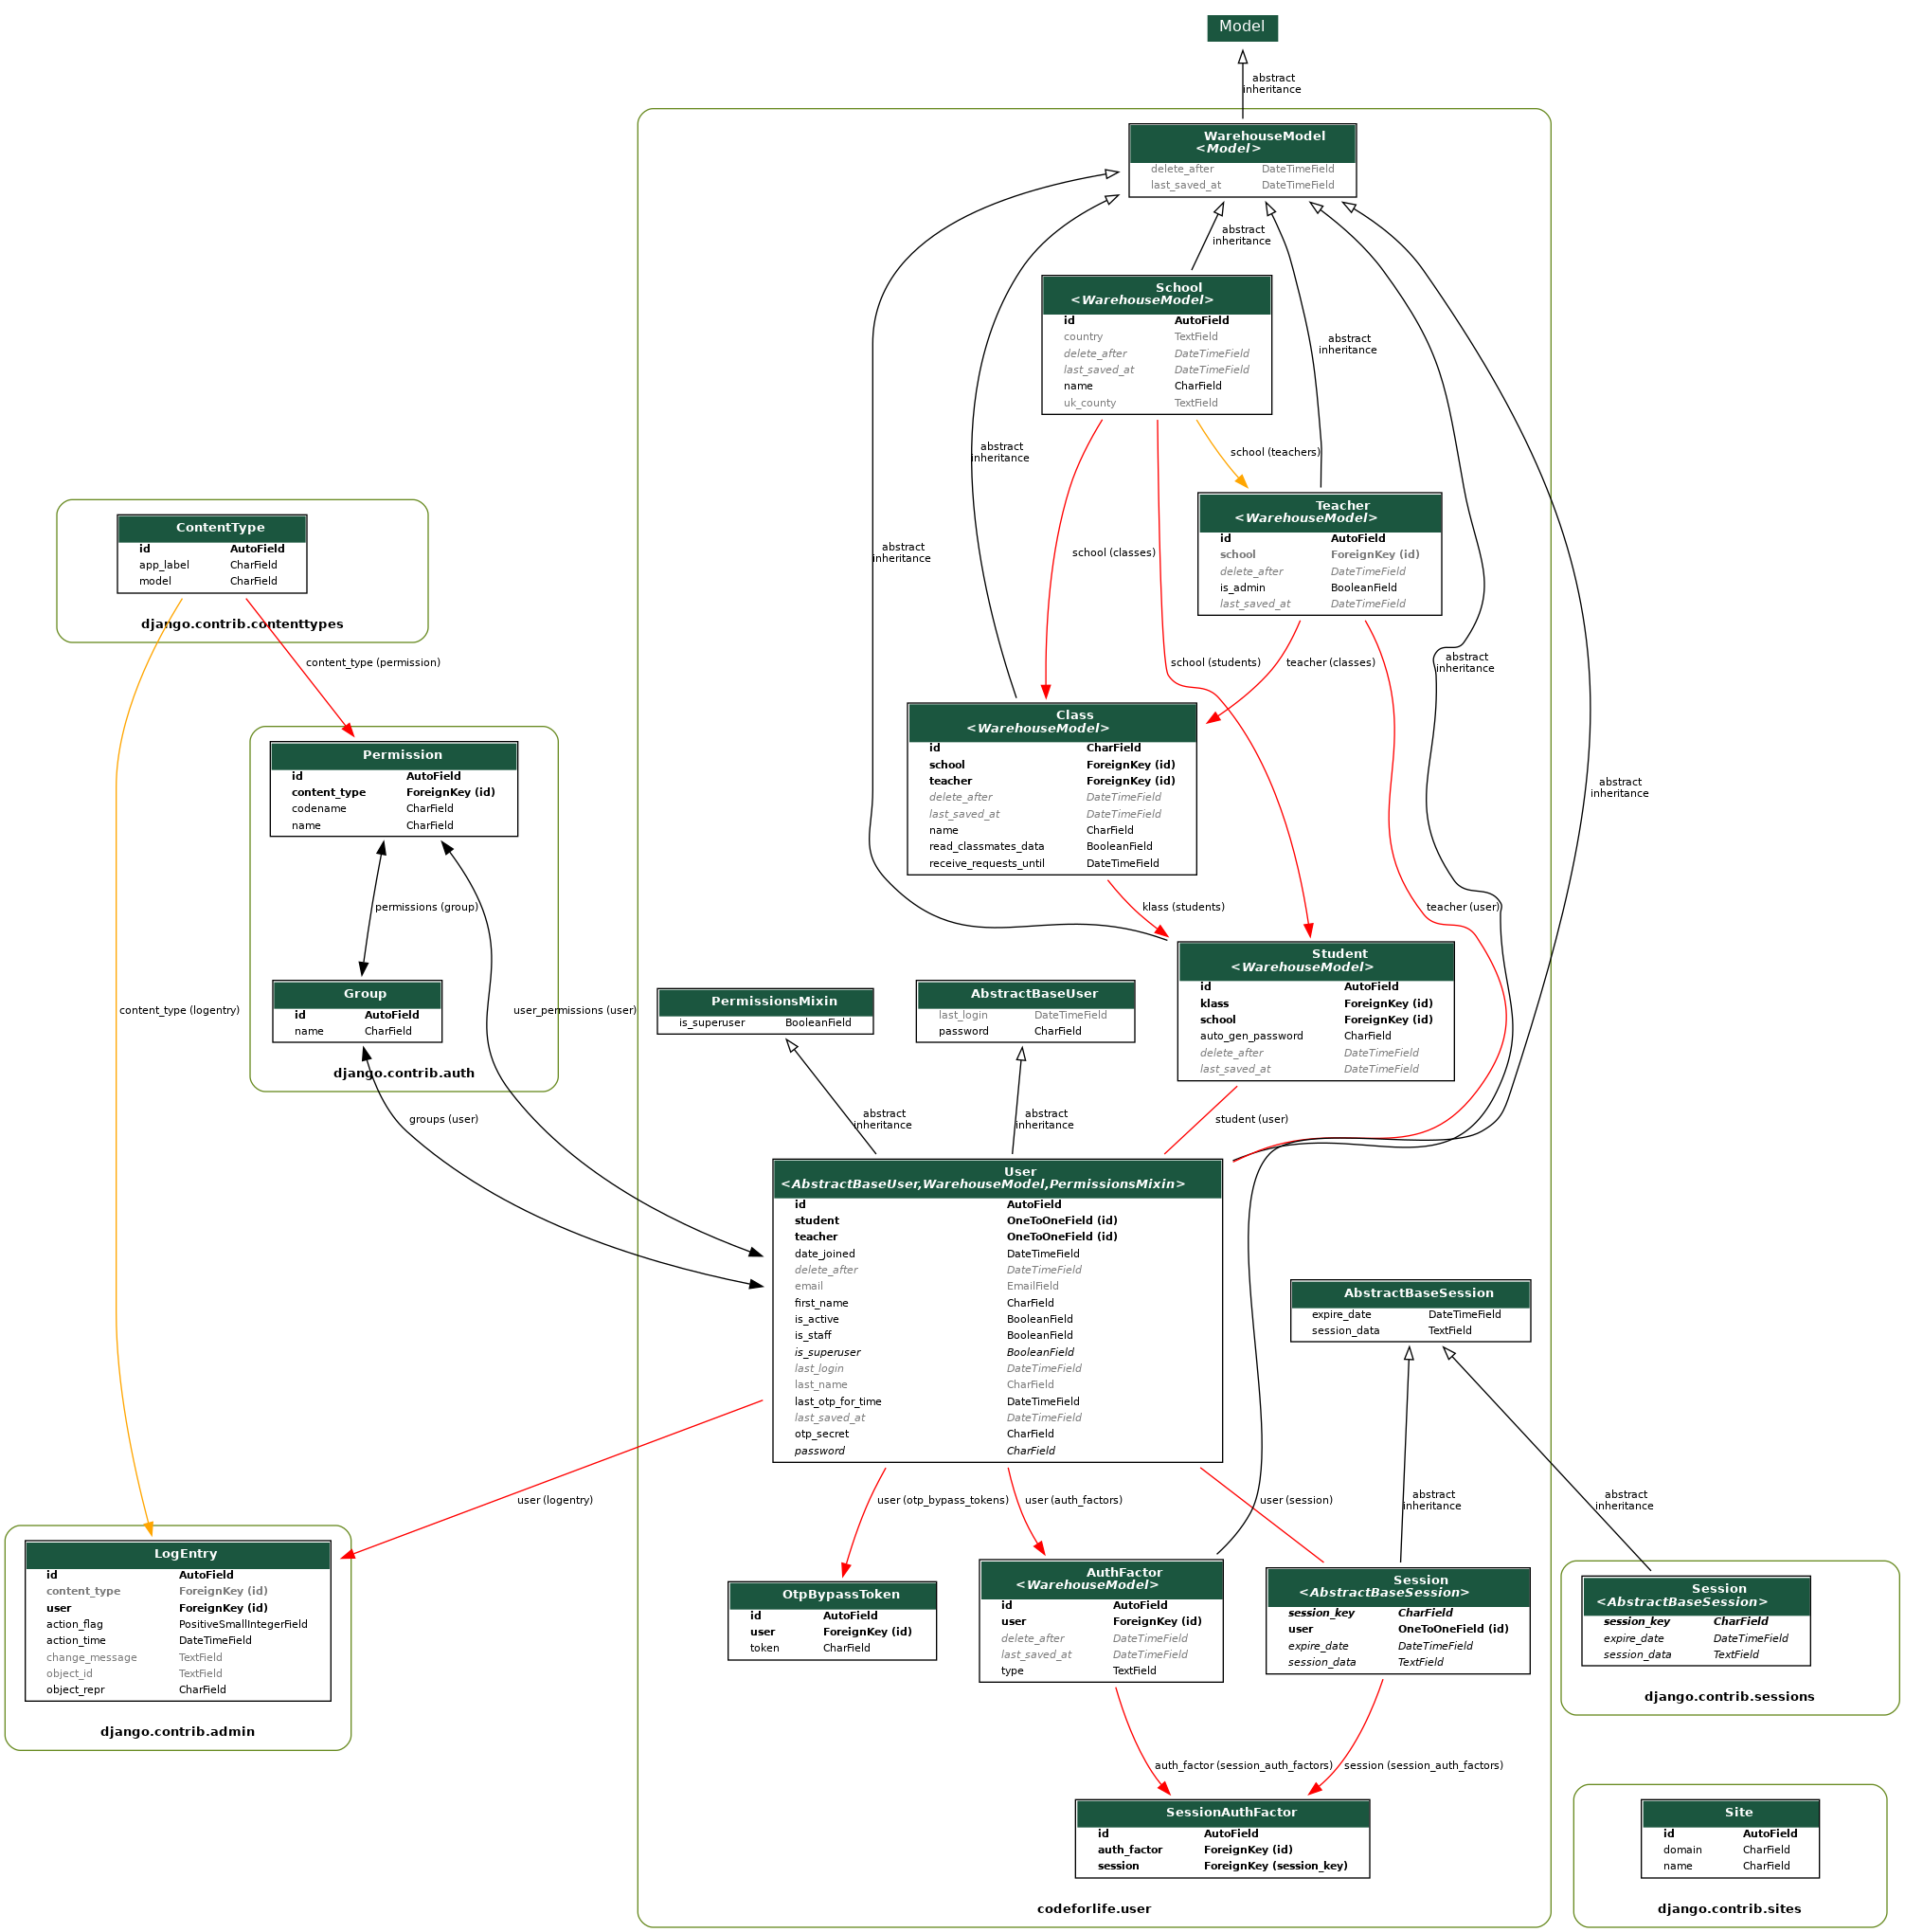 Model
abstract
inheritance
WarehouseModel
<Model>
delete_after DateTimeField
last_saved_at DateTimeField
abstract
inheritance
School
<WarehouseModel>
id AutoField
country TextField
delete_after DateTimeField
last_saved_at DateTimeField
name CharField
uk_county TextField
abstract
inheritance
abstract
inheritance
school (teachers)
Teacher
<WarehouseModel>
id AutoField
school ForeignKey (id)
delete_after DateTimeField
is_admin BooleanField
last_saved_at DateTimeField
ContentType
id AutoField
app_label CharField
model CharField
django.contrib.contenttypes
abstract
inheritance
school (classes)
content_type (permission)
school (students)
teacher (classes)
abstract
inheritance
Class
<WarehouseModel>
id CharField
school ForeignKey (id)
teacher ForeignKey (id)
delete_after DateTimeField
last_saved_at DateTimeField
name CharField
read_classmates_data BooleanField
receive_requests_until DateTimeField
Permission
id AutoField
content_type ForeignKey (id)
codename CharField
name CharField
abstract
inheritance
permissions (group)
klass (students)
teacher (user)
Student
<WarehouseModel>
id AutoField
klass ForeignKey (id)
school ForeignKey (id)
auto_gen_password CharField
delete_after DateTimeField
last_saved_at DateTimeField
Group
id AutoField
name CharField
django.contrib.auth
content_type (logentry)
user_permissions (user)
PermissionsMixin
is_superuser BooleanField
AbstractBaseUser
last_login DateTimeField
password CharField
groups (user)
abstract
inheritance
abstract
inheritance
student (user)
User
<AbstractBaseUser,WarehouseModel,PermissionsMixin>
id AutoField
student OneToOneField (id)
teacher OneToOneField (id)
date_joined DateTimeField
delete_after DateTimeField
email EmailField
first_name CharField
is_active BooleanField
is_staff BooleanField
is_superuser BooleanField
last_login DateTimeField
last_name CharField
last_otp_for_time DateTimeField
last_saved_at DateTimeField
otp_secret CharField
password CharField
AbstractBaseSession
expire_date DateTimeField
session_data TextField
user (logentry)
user (otp_bypass_tokens)
user (auth_factors)
user (session)
abstract
inheritance
abstract
inheritance
LogEntry
id AutoField
content_type ForeignKey (id)
user ForeignKey (id)
action_flag PositiveSmallIntegerField
action_time DateTimeField
change_message TextField
object_id TextField
object_repr CharField
django.contrib.admin
OtpBypassToken
id AutoField
user ForeignKey (id)
token CharField
AuthFactor
<WarehouseModel>
id AutoField
user ForeignKey (id)
delete_after DateTimeField
last_saved_at DateTimeField
type TextField
Session
<AbstractBaseSession>
session_key CharField
user OneToOneField (id)
expire_date DateTimeField
session_data TextField
Session
<AbstractBaseSession>
session_key CharField
expire_date DateTimeField
session_data TextField
django.contrib.sessions
auth_factor (session_auth_factors)
session (session_auth_factors)
SessionAuthFactor
id AutoField
auth_factor ForeignKey (id)
session ForeignKey (session_key)
codeforlife.user
Site
id AutoField
domain CharField
name CharField
django.contrib.sites